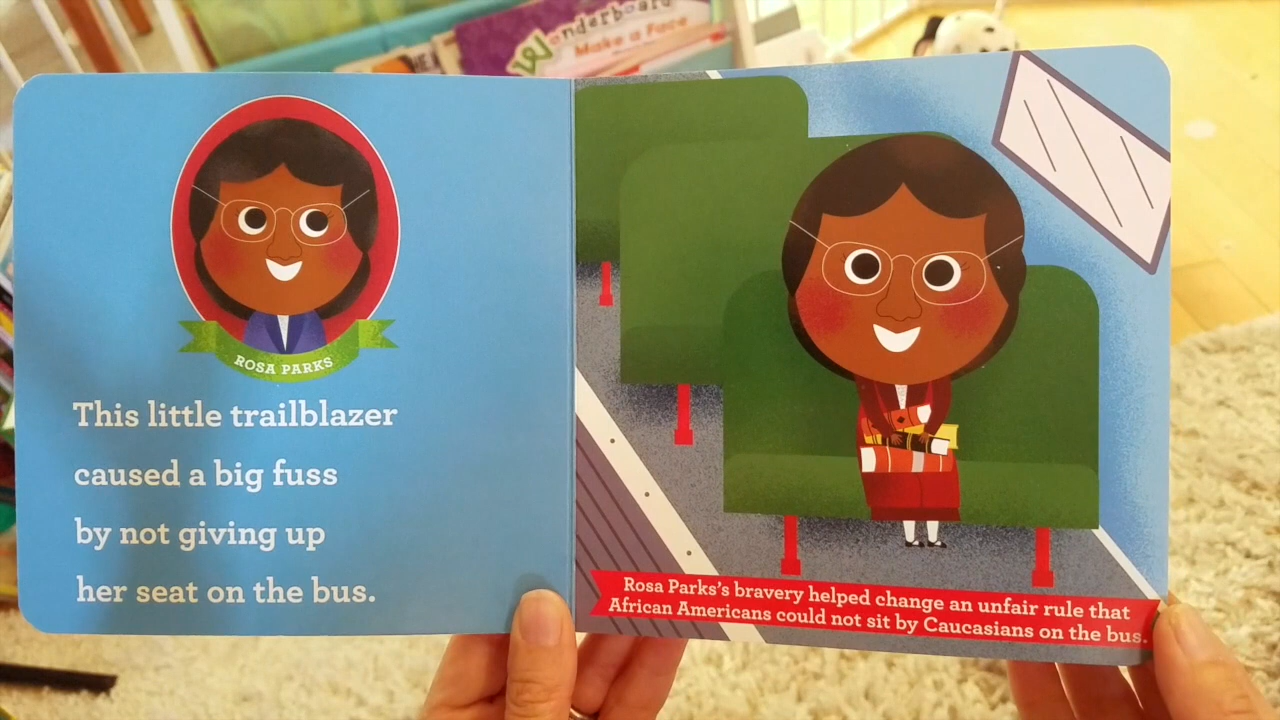 Wonderboard
Make a Face
ROSA PARKS
This little trailblazer
caused a big fuss
by not giving up
her seat on the bus.
Rosa Parks's bravery helped change an unfair rule that
African Americans could not sit by Caucasians on the bus.